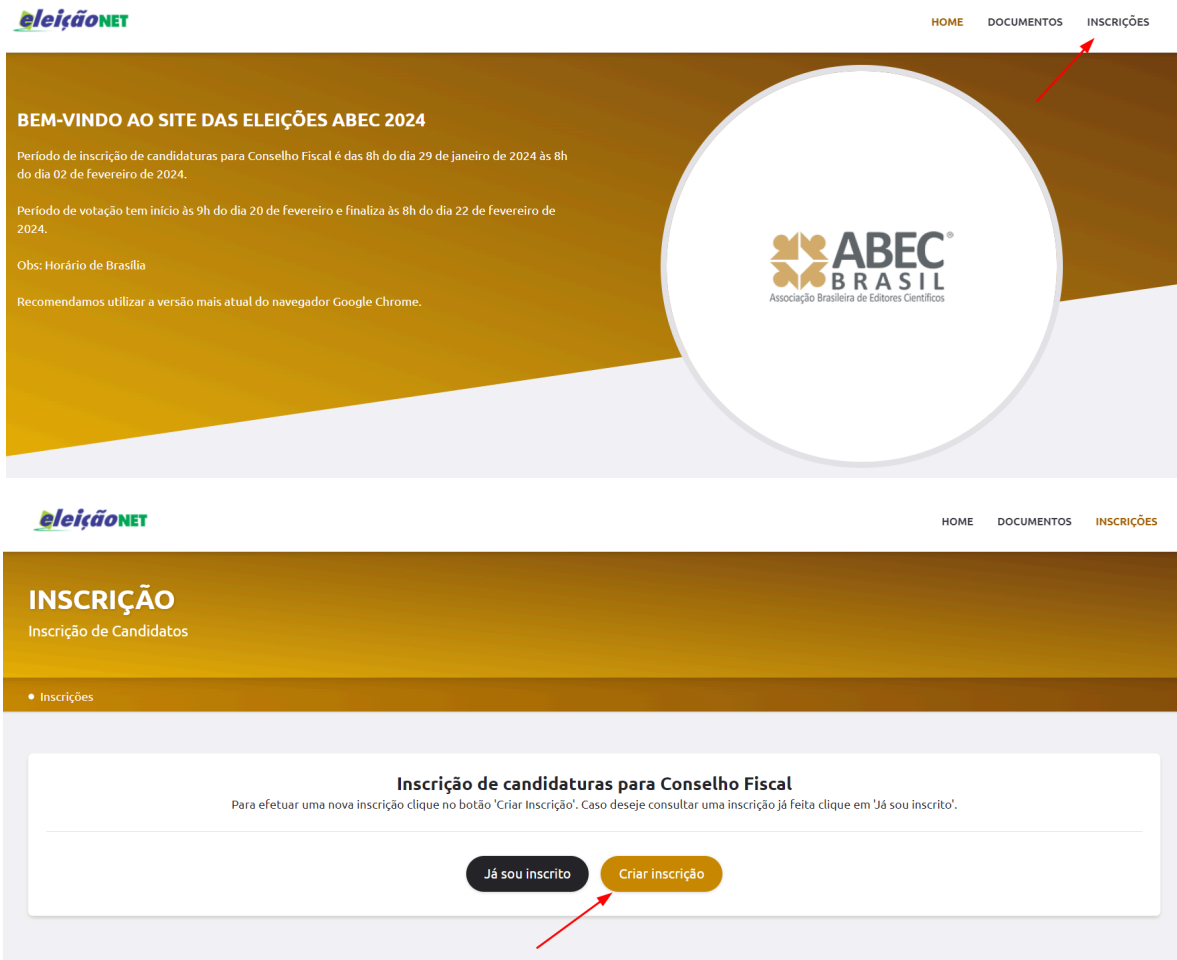 eleiçãoNET
HOME DOCUMENTOS INSCRIÇÕES
BEM-VINDO AO SITE DAS ELEIÇÕES ABEC 2024
Período de inscrição de candidaturas para Conselho Fiscal é das 8h do dia 29 de janeiro de 2024 às 8h
do dia 02 de fevereiro de 2024.
Período de votação tem início às 9h do dia 20 de fevereiro e finaliza às 8h do dia 22 de fevereiro de
2024.
Obs: Horário de Brasília
Recomendamos utilizar a versão mais atual do navegador Google Chrome.
ABEC®
BRASIL
Associação Brasileira de Editores Científicos
eleiçãoNET
HOME DOCUMENTOS INSCRIÇÕES
INSCRIÇÃO
Inscrição de Candidatos
• Inscrições
Inscrição de candidaturas para Conselho Fiscal
Para efetuar uma nova inscrição clique no botão 'Criar Inscrição'. Caso deseje consultar uma inscrição já feita clique em 'Já sou inscrito'.
Já sou inscrito Criar inscrição